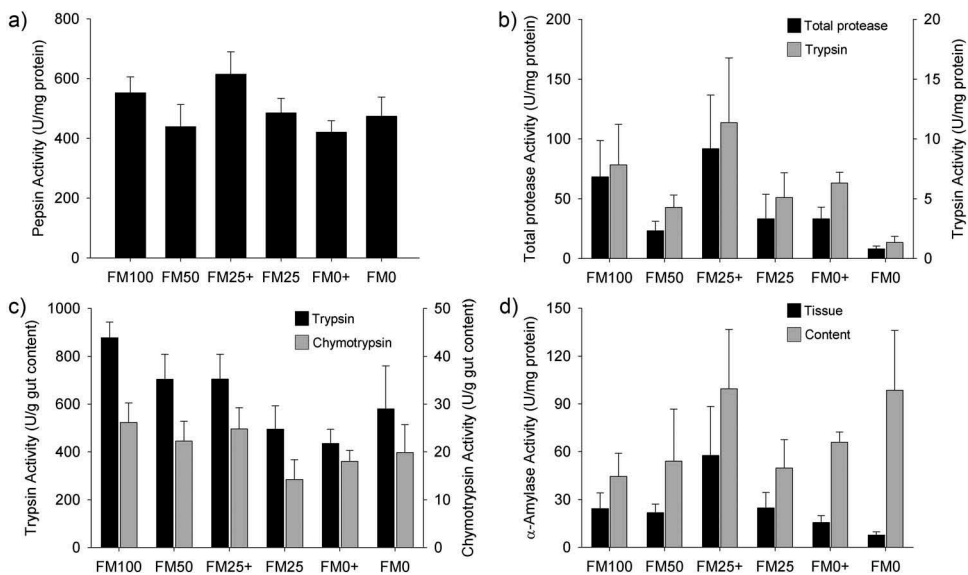 a)
Pepsin Activity (U/mg protein)
800
600
400
200
0
FM100 FM50 FM25+ FM25 FM0+ FM0
b)
Total protease Activity (U/mg protein)
200
150
100
50
0
Total protease
Trypsin
20
15
10
5
0
Trypsin Activity (U/mg protein)
FM100 FM50 FM25+ FM25 FM0+ FM0
c)
Trypsin Activity (U/g gut content)
1000
800
600
400
200
0
Trypsin
Chymotrypsin
50
40
30
20
10
0
Chymotrypsin Activity (U/g gut content)
FM100 FM50 FM25+ FM25 FM0+ FM0
d)
α-Amylase Activity (U/mg protein)
150
120
90
60
30
0
Tissue
Content
FM100 FM50 FM25+ FM25 FM0+ FM0